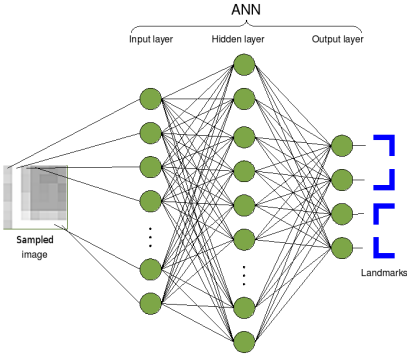 ANN
Input layer
Hidden layer
Output layer
Sampled
image
Landmarks